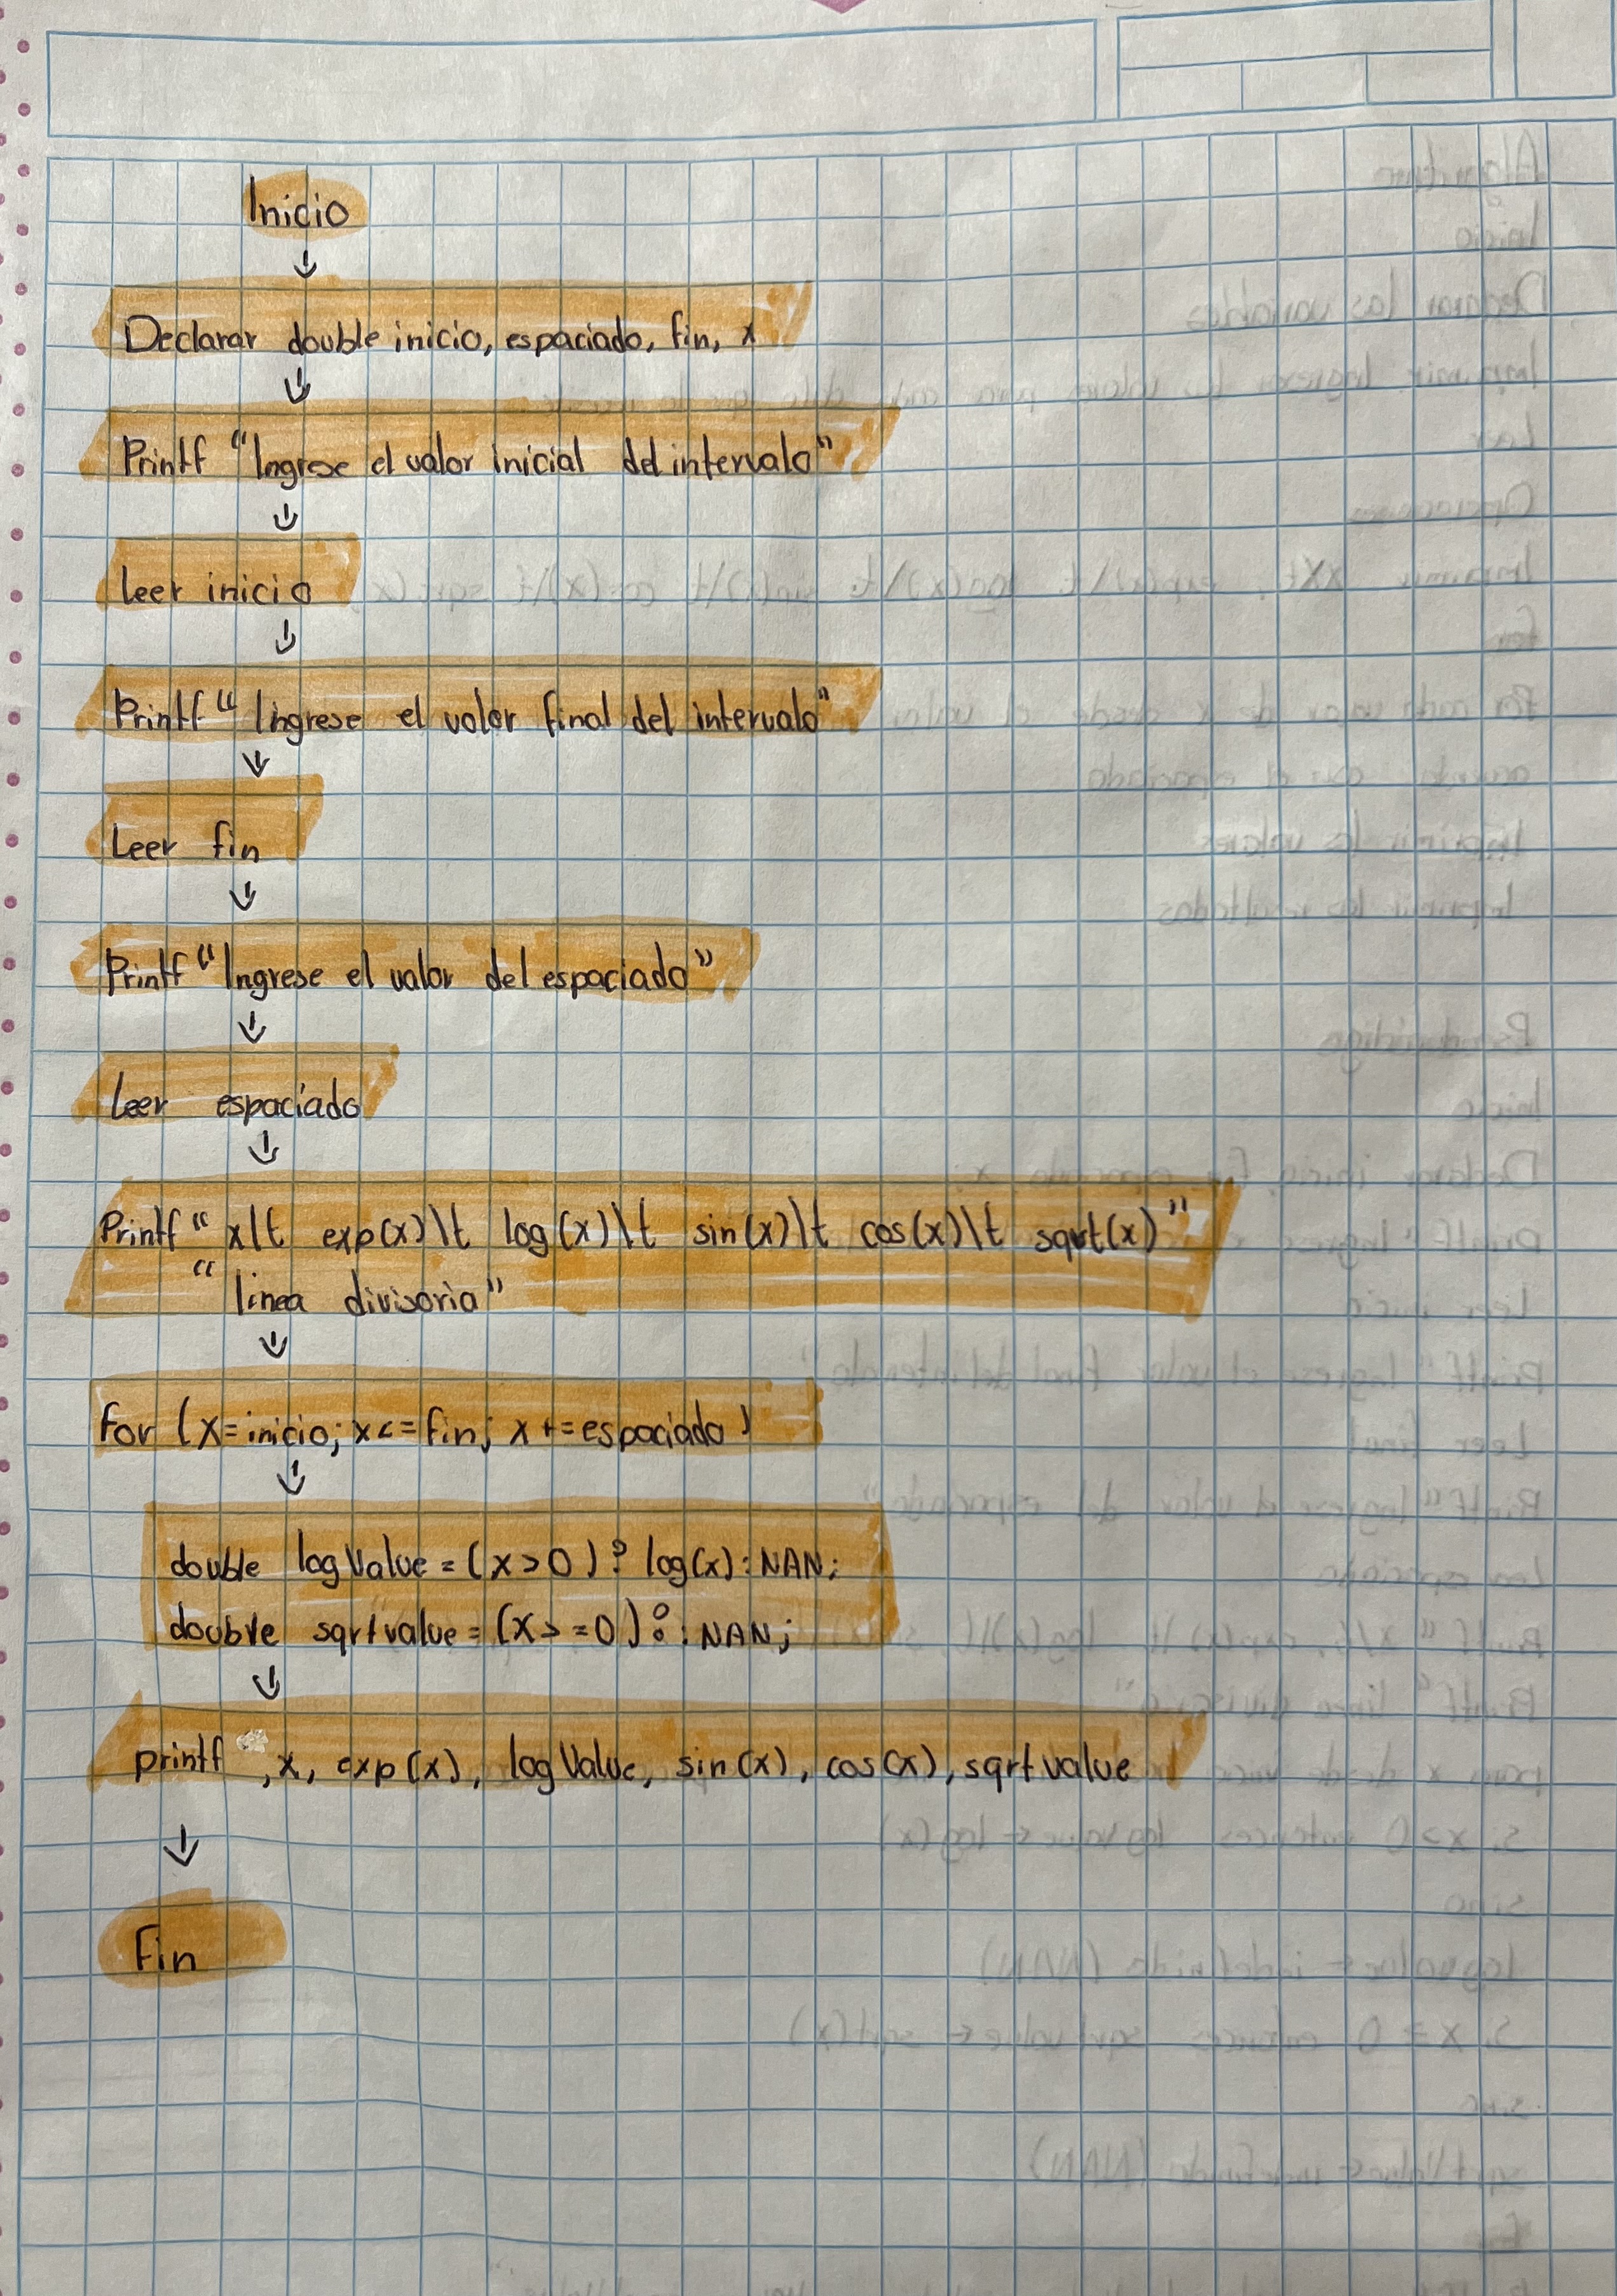 Inicio
Declarar double inicio, espaciado, fin, x
Printf "Ingrese el valor inicial del intervalo"
Leer inicio
Printf "Ingrese el valor final del intervalo"
Leer fin
Printf "Ingrese el valor del espaciado"
Leer espaciado
Printf " x\t exp(x)\t log(x)\t sin(x)\t cos(x)\t sqrt(x)"
" linea divisoria"
For (x=inicio; x<=fin; x+=espaciado)
double logValue = (x>0)? log(x):NAN;
double sqrtvalue = (x>=0)? :NAN;
printf ,x, exp(x), logValue, sin(x), cos(x), sqrtvalue
Fin